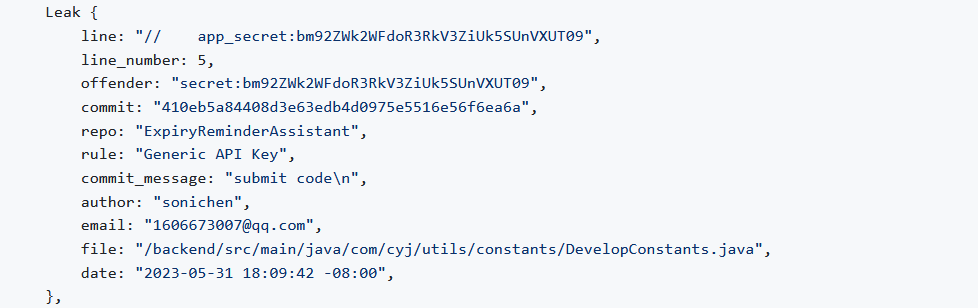 Leak {
line: "//    app_secret:bm92ZWk2WFdoR3RkV3ZiUk5SUnVXUT09",
line_number: 5,
offender: "secret:bm92ZWk2WFdoR3RkV3ZiUk5SUnVXUT09",
commit: "410eb5a84408d3e63edb4d0975e5516e56f6ea6a",
repo: "ExpiryReminderAssistant",
rule: "Generic API Key",
commit_message: "submit code\n",
author: "sonichen",
email: "1606673007@qq.com",
file: "/backend/src/main/java/com/cyj/utils/constants/DevelopConstants.java",
date: "2023-05-31 18:09:42 -08:00",
},